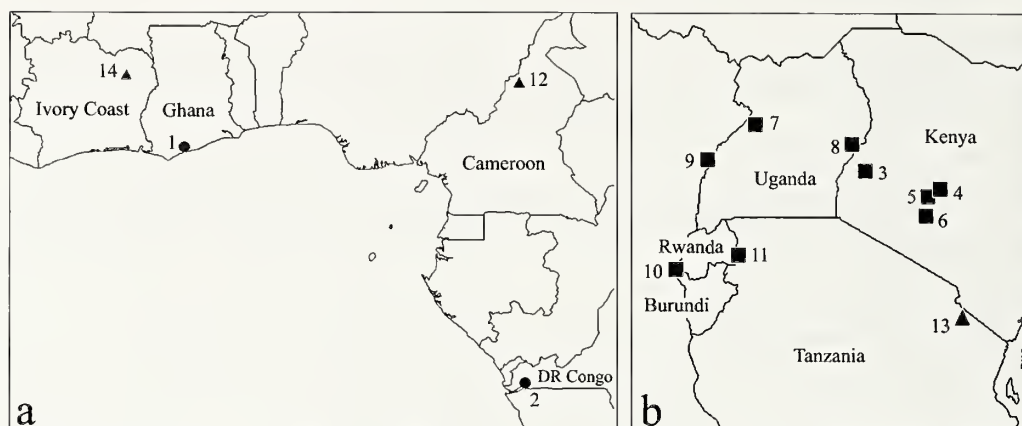 14
Ivory Coast
Ghana
1
12
Cameroon
DR Congo
2
a
7
8
Kenya
9
3
Uganda
5
4
6
Rwanda
11
10
Burundi
13
Tanzania
b